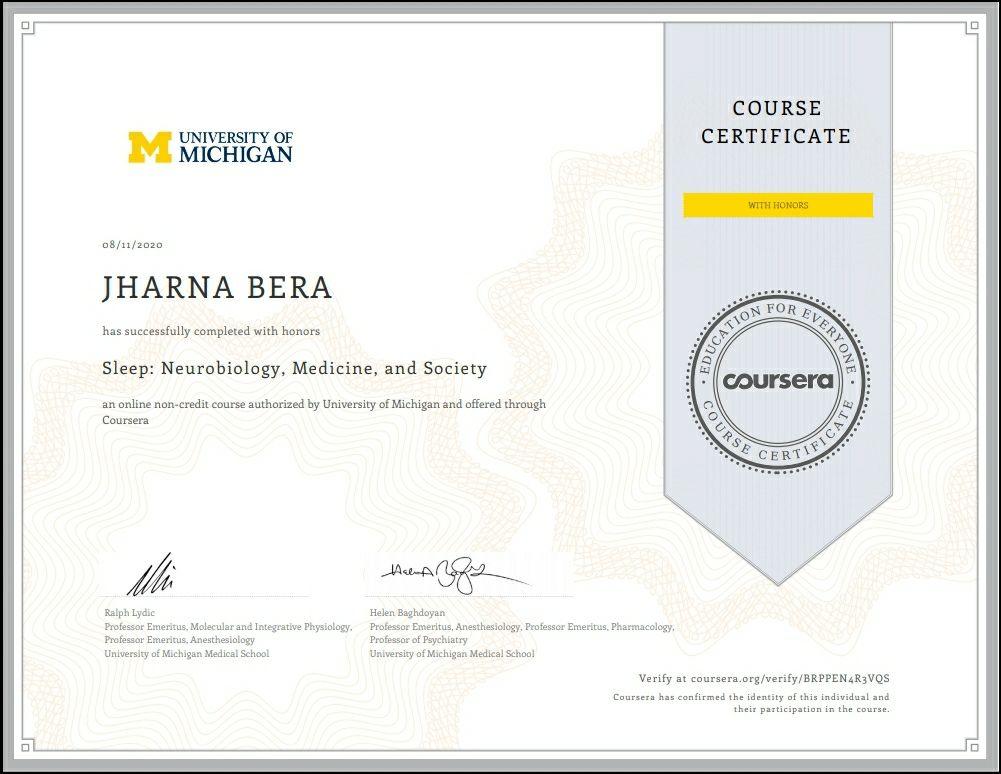 UNIVERSITY OF
MICHIGAN
COURSE
CERTIFICATE
WITH HONORS
08/11/2020
JHARNA BERA
has successfully completed with honors
Sleep: Neurobiology, Medicine, and Society
an online non-credit course authorized by University of Michigan and offered through
Coursera
EDUCATION FOR EVERYONE
coursera
COURSE CERTIFICATE
Ralph Lydic
Professor Emeritus, Molecular and Integrative Physiology,
Professor Emeritus, Anesthesiology
University of Michigan Medical School
Helen Baghdoyan
Professor Emeritus, Anesthesiology, Professor Emeritus, Pharmacology,
Professor of Psychiatry
University of Michigan Medical School
Verify at coursera.org/verify/BRPPEN4R3VQS
Coursera has confirmed the identity of this individual and
their participation in the course.